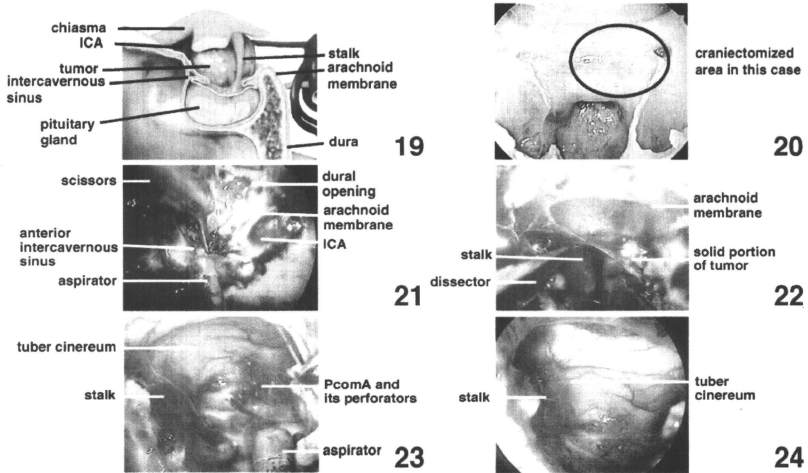 chiasma
ICA
tumor
intercavernous
sinus
pituitary
gland
stalk
arachnoid
membrane
dura
19
craniectomized
area in this case
20
scissors
anterior
intercavernous
sinus
aspirator
dural
opening
arachnoid
membrane
ICA
21
stalk
dissector
arachnoid
membrane
solid portion
of tumor
22
tuber cinereum
stalk
PcomA and
its perforators
aspirator
23
stalk
tuber
cinereum
24